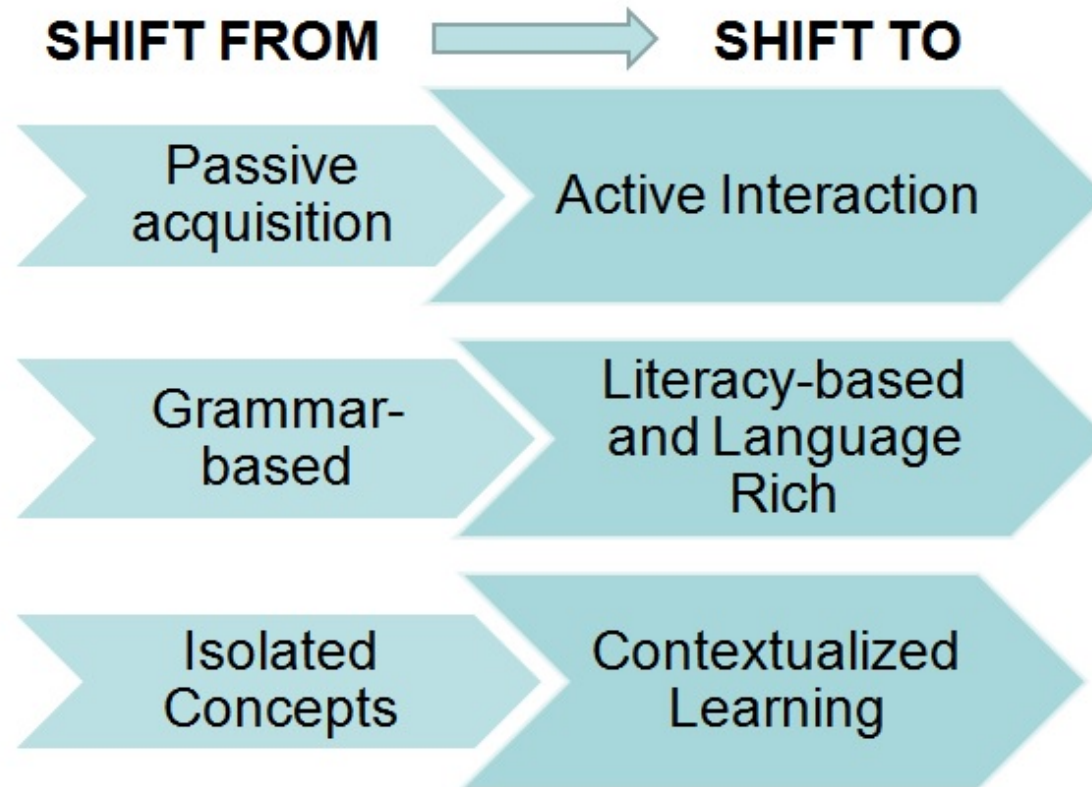 SHIFT FROM SHIFT TO
Passive
acquisition
Active Interaction
Grammar-
based
Literacy-based
and Language
Rich
Isolated
Concepts
Contextualized
Learning